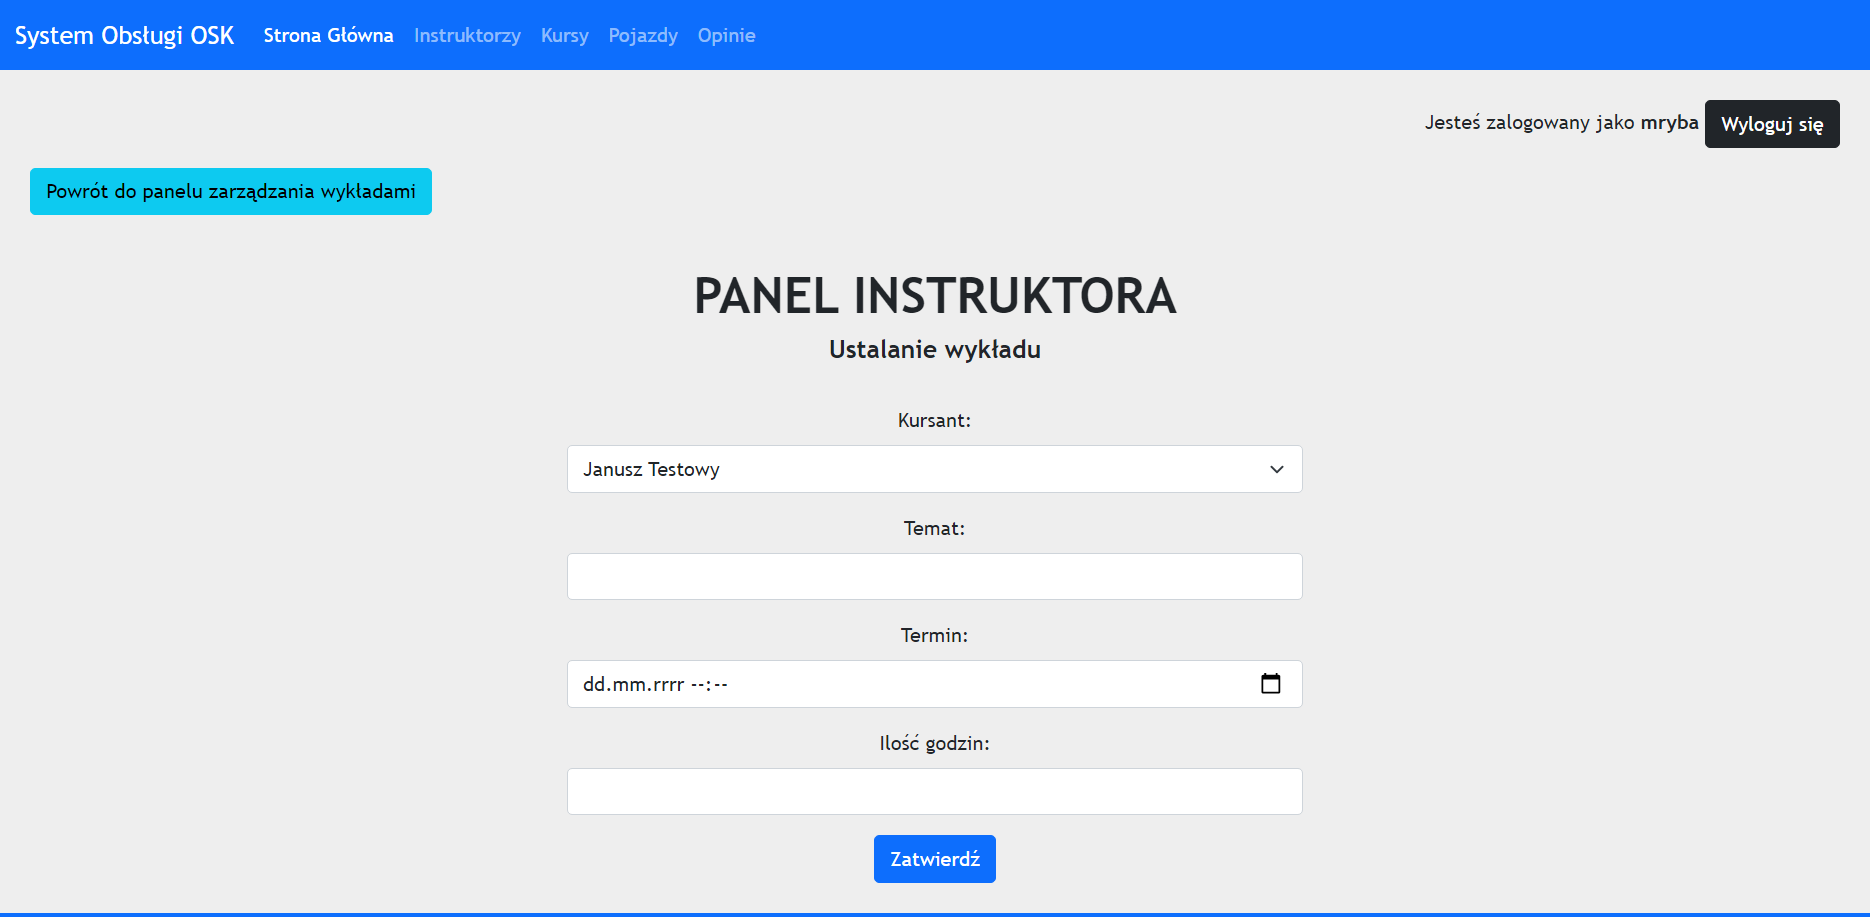 System Obsługi OSK Strona Główna Instruktorzy Kursy Pojazdy Opinie
Jesteś zalogowany jako mryba Wyloguj się
Powrót do panelu zarządzania wykładami
PANEL INSTRUKTORA
Ustalanie wykładu
Kursant:
Janusz Testowy
Temat:
Termin:
dd.mm.rrrr --:--
Ilość godzin:
Zatwierdź